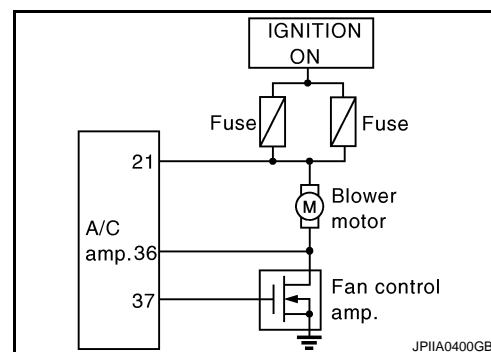 IGNITION
ON
Fuse
Fuse
21
Blower
motor
A/C
amp. 36
37
Fan control
amp.
JPIIA0400GB